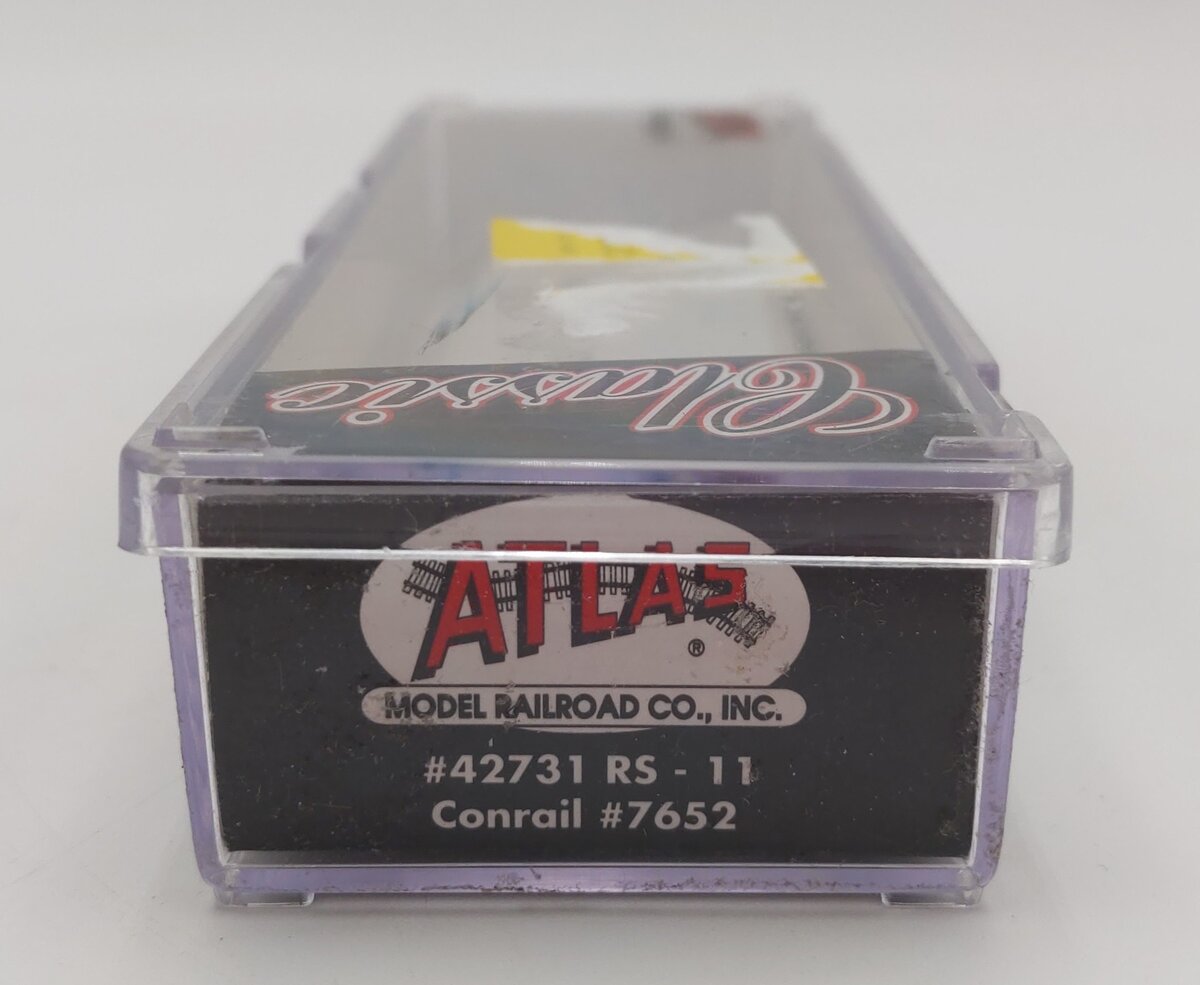 Classic
ATLAS
®
MODEL RAILROAD CO., INC.
#42731 RS - 11
Conrail #7652